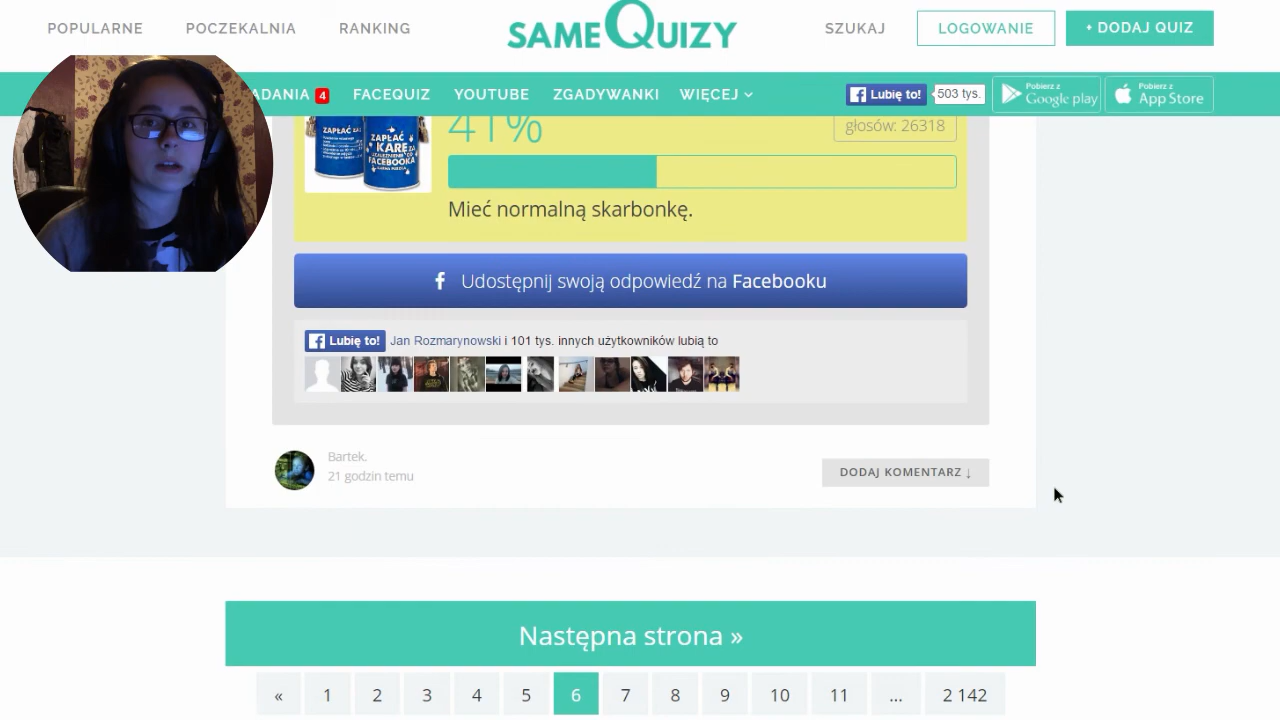 POPULARNE POCZEKALNIA RANKING SAMEQUIZY SZUKAJ LOGOWANIE + DODAJ QUIZ
ADANIA 4 FACEQUIZ YOUTUBE ZGADYWANKI WIĘCEJ Lubię to! 503 tys. Pobierz z Google play Pobierz z App Store
41% głosów: 26318
ZAPŁAĆ
KARĘ ZA
FACEBOOKA
Mieć normalną skarbonkę.
Udostępnij swoją odpowiedź na Facebooku
Lubię to! Jan Rozmarynowski i 101 tys. innych użytkowników lubią to
Bartek.
21 godzin temu
DODAJ KOMENTARZ ↓
Następna strona »
« 1 2 3 4 5 6 7 8 9 10 11 ... 2 142